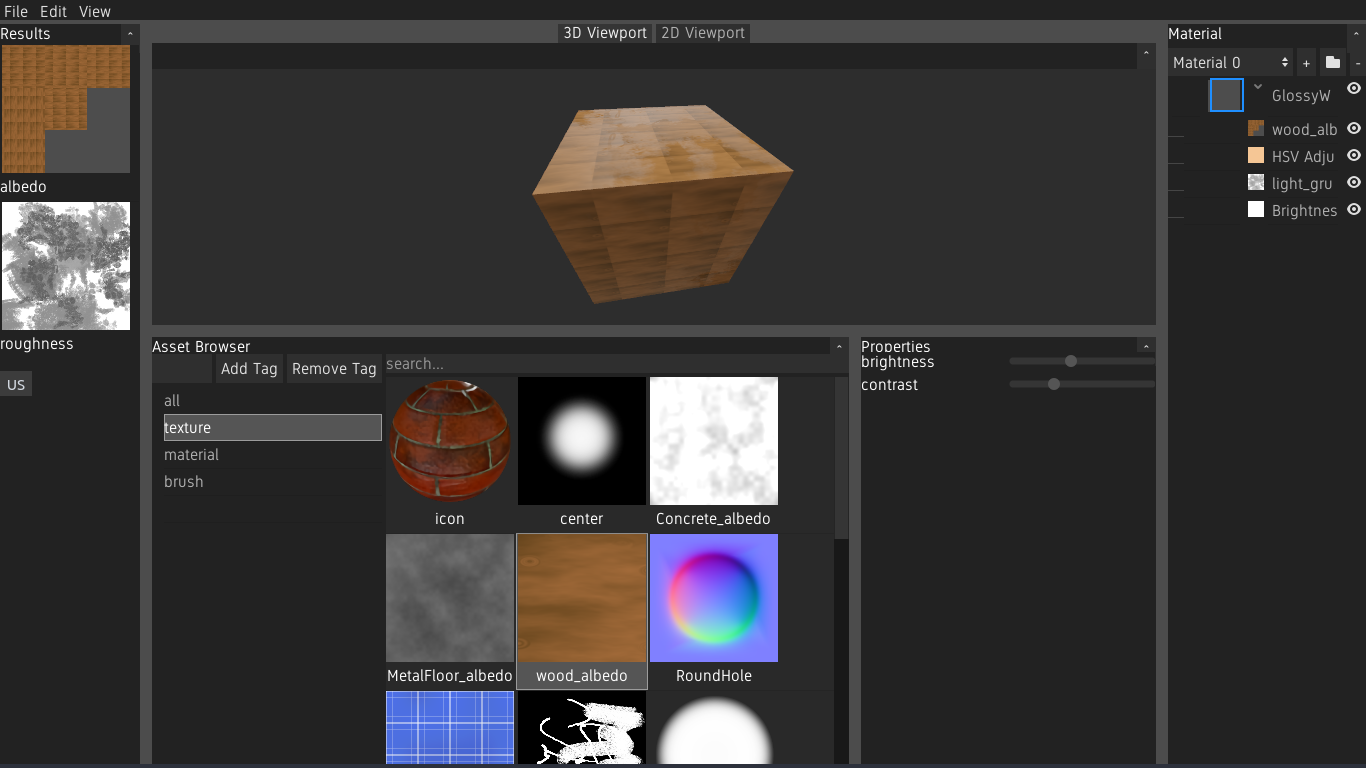 File Edit View
Results
albedo
roughness
US
3D Viewport 2D Viewport
Asset Browser
Add Tag Remove Tag
all
texture
material
brush
search...
icon center Concrete_albedo
MetalFloor_albedo wood_albedo RoundHole
Properties
brightness
contrast
Material
Material 0 + -
GlossyW
wood_alb
HSV Adju
light_gru
Brightnes